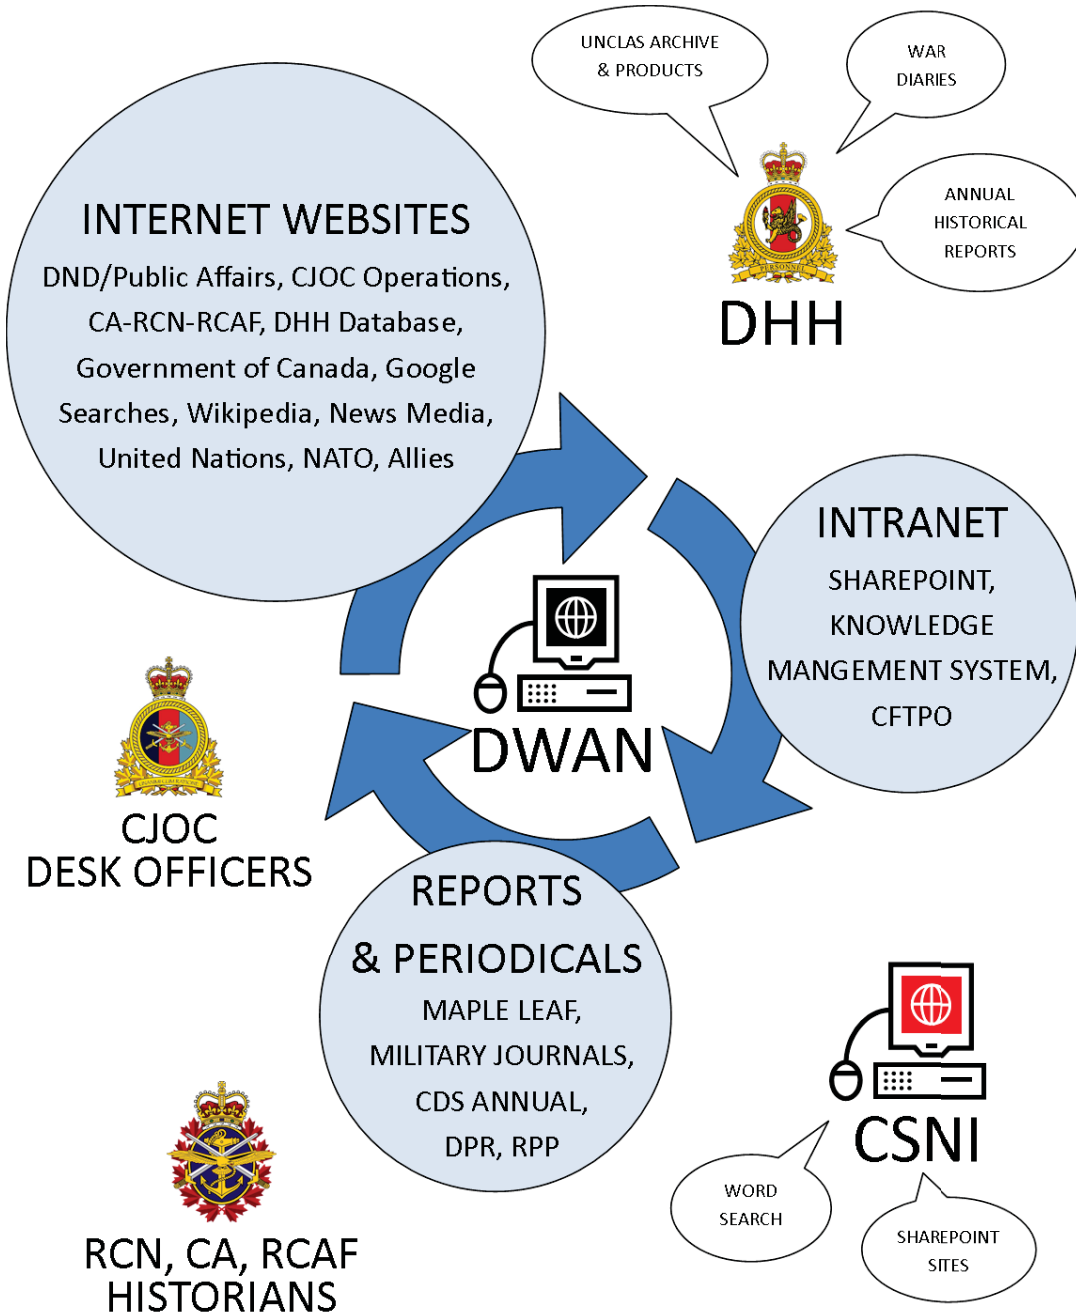 UNCLAS ARCHIVE
& PRODUCTS
WAR
DIARIES
ANNUAL
HISTORICAL
REPORTS
PERSONNEL
DHH
INTERNET WEBSITES
DND/Public Affairs, CJOC Operations,
CA-RCN-RCAF, DHH Database,
Government of Canada, Google
Searches, Wikipedia, News Media,
United Nations, NATO, Allies
INTRANET
SHAREPOINT,
KNOWLEDGE
MANGEMENT SYSTEM,
CFTPO
DWAN
CJOC
DESK OFFICERS
REPORTS
& PERIODICALS
MAPLE LEAF,
MILITARY JOURNALS,
CDS ANNUAL,
DPR, RPP
CSNI
WORD
SEARCH
SHAREPOINT
SITES
RCN, CA, RCAF
HISTORIANS